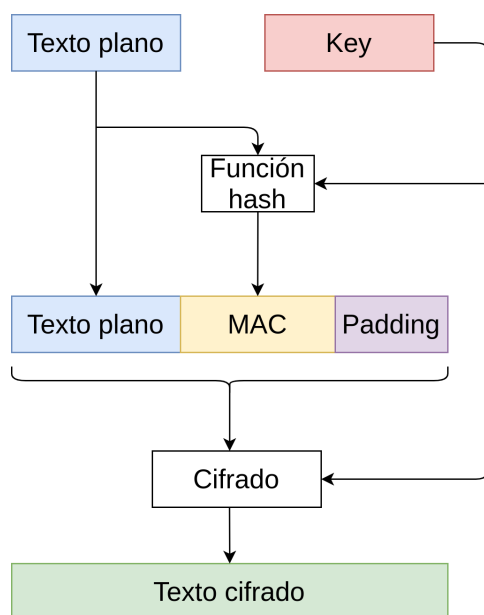 Texto plano
Key
Función
hash
Texto plano
MAC
Padding
Cifrado
Texto cifrado